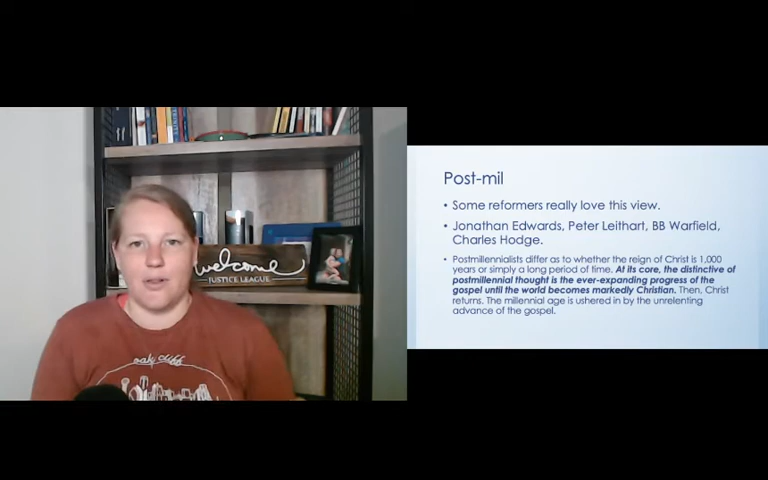 welcome
JUSTICE LEAGUE
oak cliff
Post-mil
• Some reformers really love this view.
• Jonathan Edwards, Peter Leithart, BB Warfield,
Charles Hodge.
• Postmillennialists differ as to whether the reign of Christ is 1,000
years or simply a long period of time. At its core, the distinctive of
postmillennial thought is the ever-expanding progress of the
gospel until the world becomes markedly Christian. Then, Christ
returns. The millennial age is ushered in by the unrelenting
advance of the gospel.